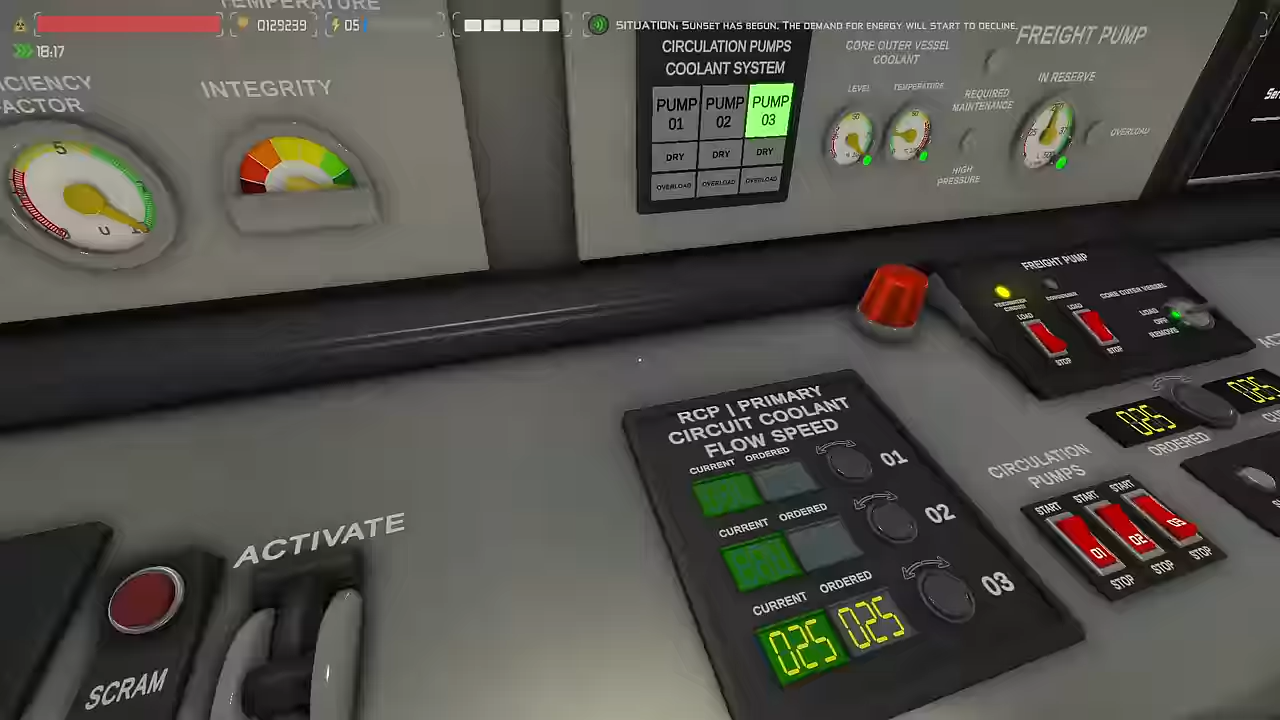 TEMPERATURE
0129239
05
SITUATION: SUNSET HAS BEGUN. THE DEMAND FOR ENERGY WILL START TO DECLINE.
18:17
CIENCY
FACTOR
INTEGRITY
5
CIRCULATION PUMPS
COOLANT SYSTEM
PUMP 01
PUMP 02
PUMP 03
DRY
DRY
DRY
OVERLOAD
OVERLOAD
OVERLOAD
CORE OUTER VESSEL
COOLANT
LEVEL
TEMPERATURE
FREIGHT PUMP
IN RESERVE
REQUIRED
MAINTENANCE
OVERLOAD
HIGH
PRESSURE
FREIGHT PUMP
CORE OUTER VESSEL
LOAD
STOP
LOAD
STOP
LOAD
OFF
REMOVE
RCP | PRIMARY
CIRCUIT COOLANT
FLOW SPEED
CURRENT ORDERED
01
CURRENT ORDERED
02
CURRENT ORDERED
03
025 025
025
025
ORDERED
CIRCULATION
PUMPS
START START START
01 02 03
STOP STOP STOP
ACTIVATE
SCRAM